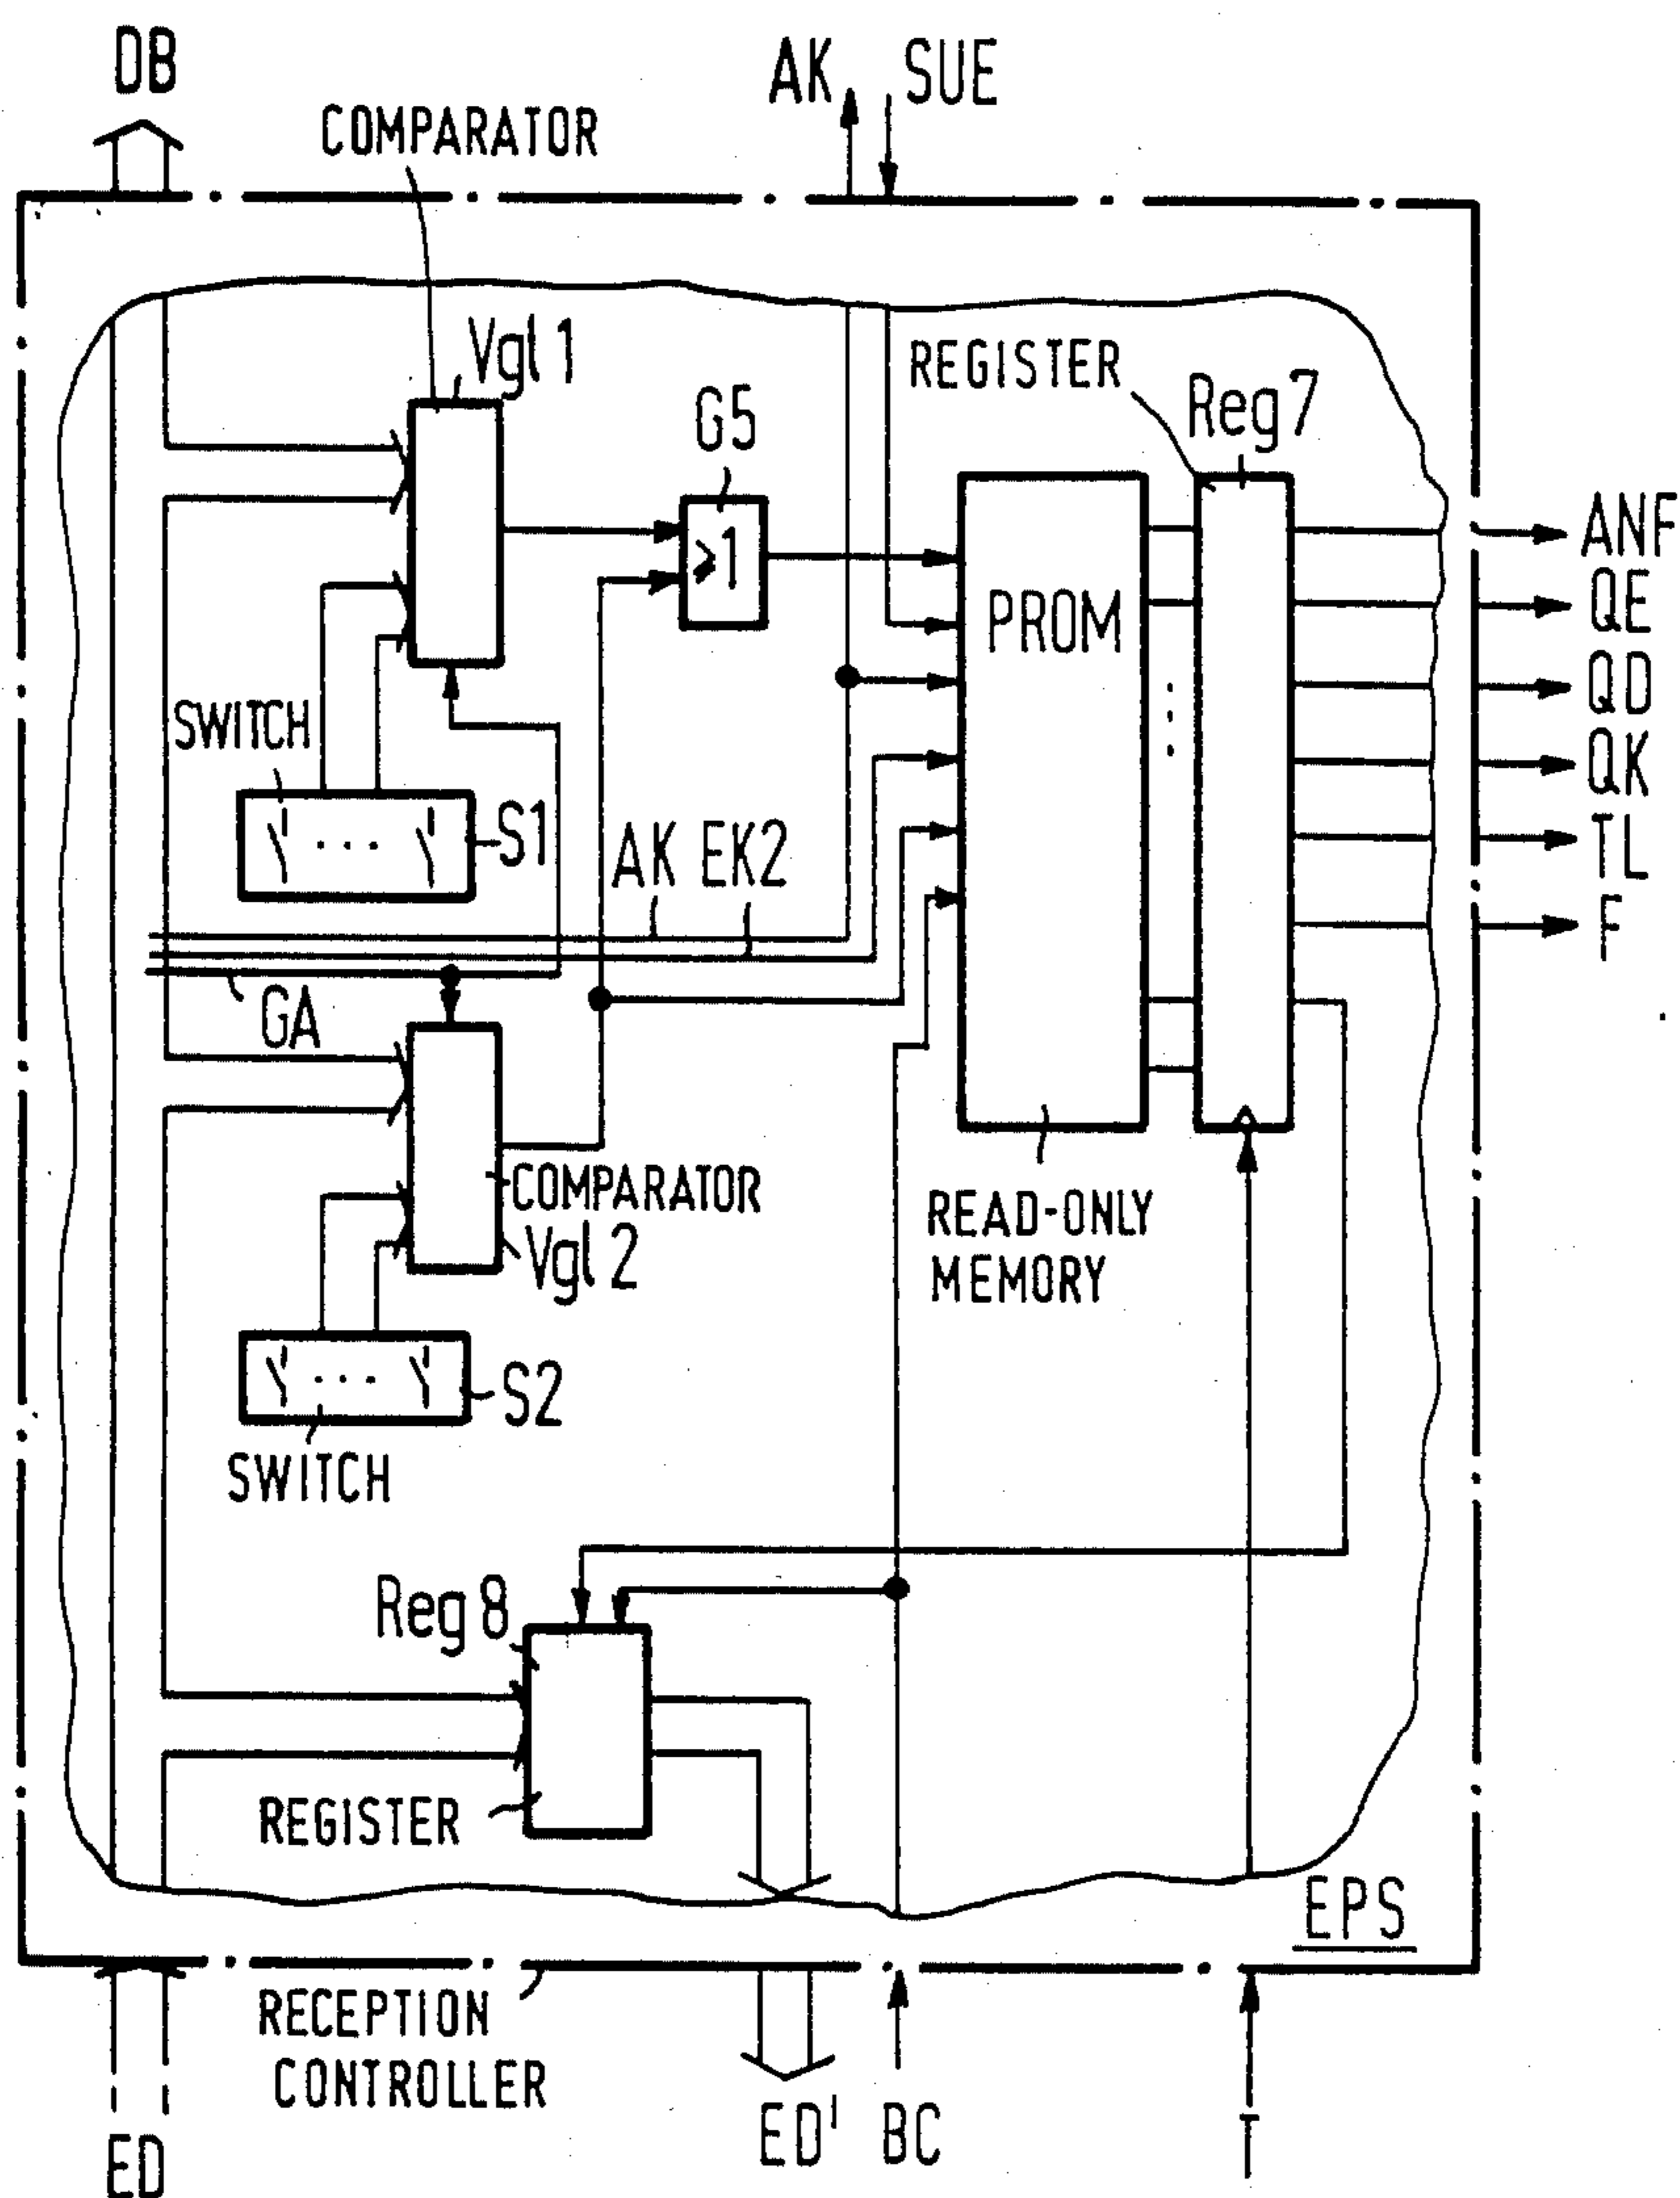 DB
AK
SUE
COMPARATOR
Vgl 1
G5
≥1
REGISTER
Reg 7
PROM
ANF
QE
QD
QK
TL
F
SWITCH
S1
AK EK2
GA
COMPARATOR
Vgl 2
READ-ONLY
MEMORY
S2
SWITCH
Reg 8
REGISTER
EPS
RECEPTION
CONTROLLER
ED
ED'
BC
T